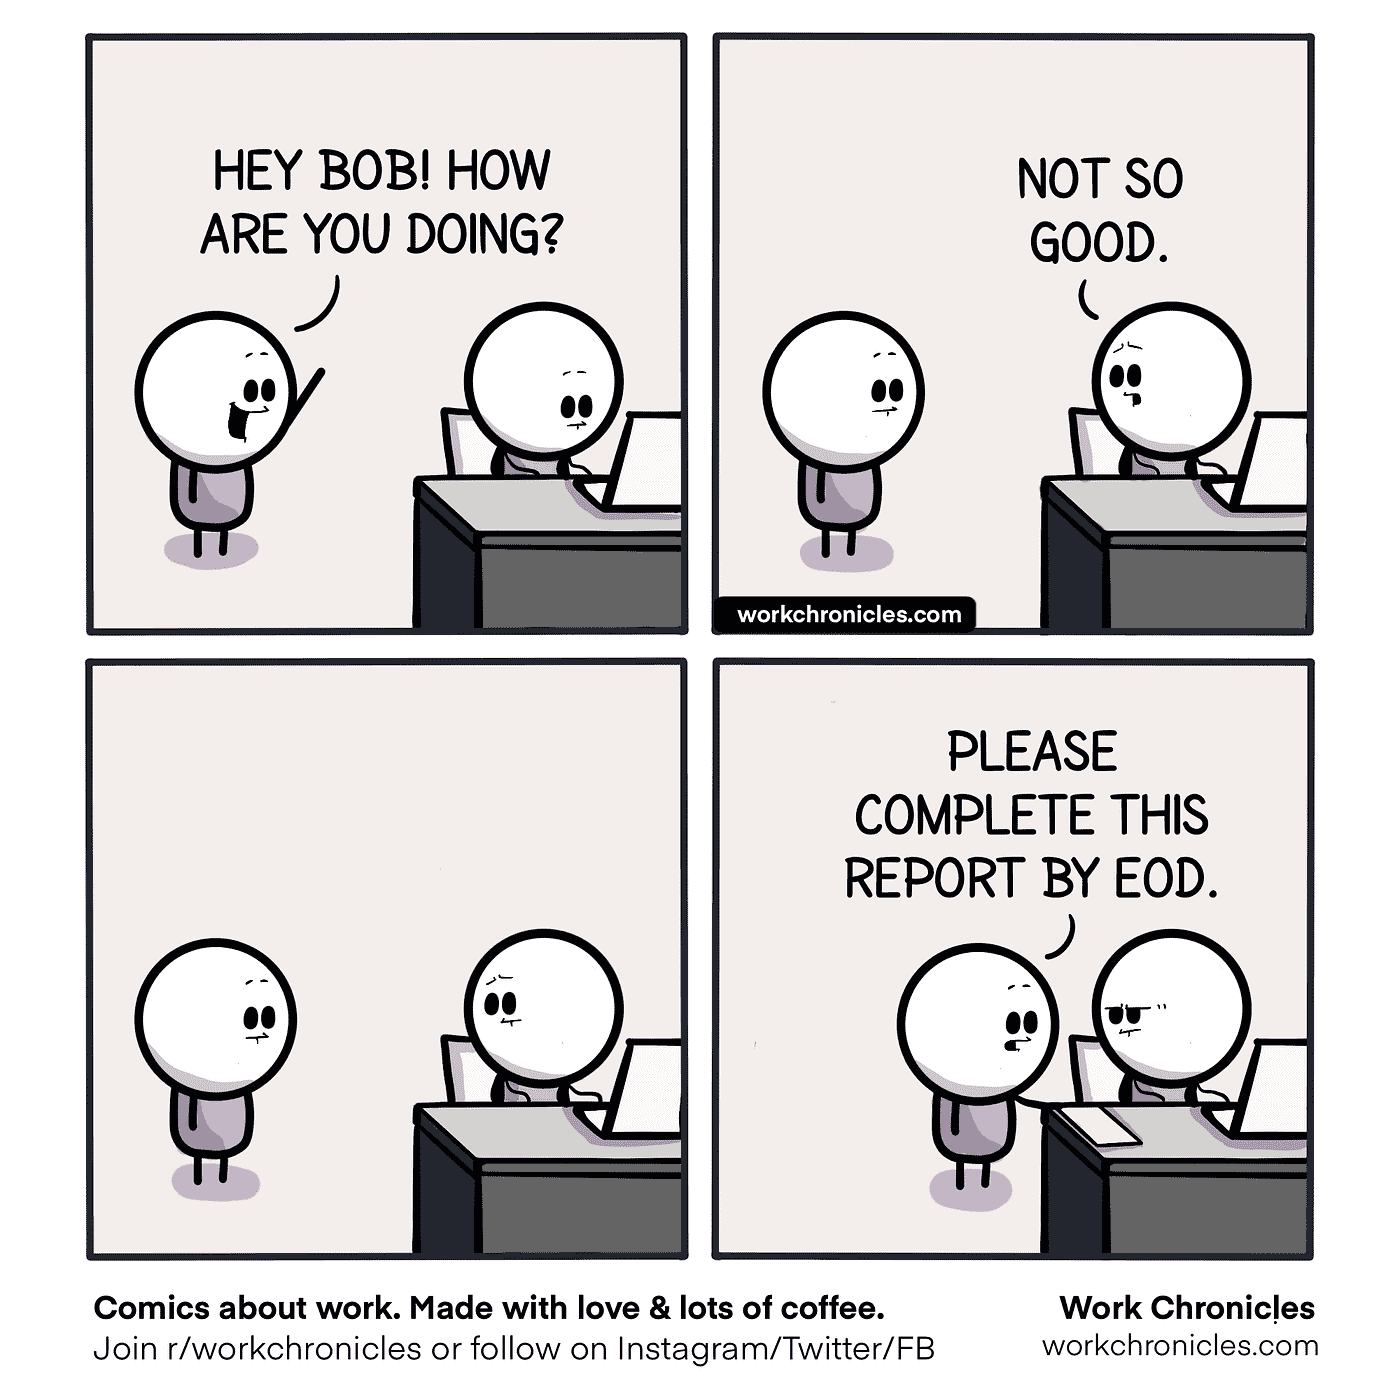 HEY BOB! HOW
ARE YOU DOING?
NOT SO
GOOD.
workchronicles.com
PLEASE
COMPLETE THIS
REPORT BY EOD.
Comics about work. Made with love & lots of coffee.
Join r/workchronicles or follow on Instagram/Twitter/FB
Work Chronicles
workchronicles.com